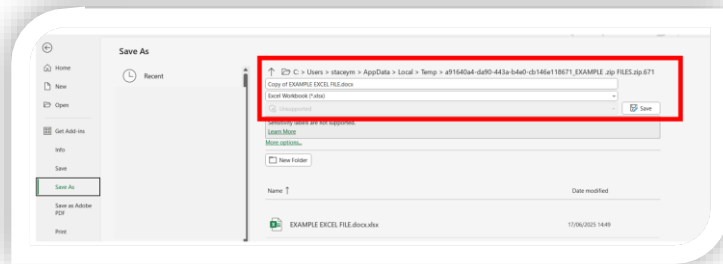 Save As
Home
New
Open
Get Add-ins
Info
Save
Save As
Save as Adobe
PDF
Print
Recent
C: > Users > staceym > AppData > Local > Temp > a91640a4-da90-443a-b4e0-cb146e118671_EXAMPLE .zip FILES.zip.671
Copy of EXAMPLE EXCEL FILE.docx
Excel Workbook (*.xlsx)
Unsupported
Save
Sensitivity labels are not supported.
Learn More
More options...
New Folder
Name ↑
Date modified
EXAMPLE EXCEL FILE.docx.xlsx
17/06/2025 14:49